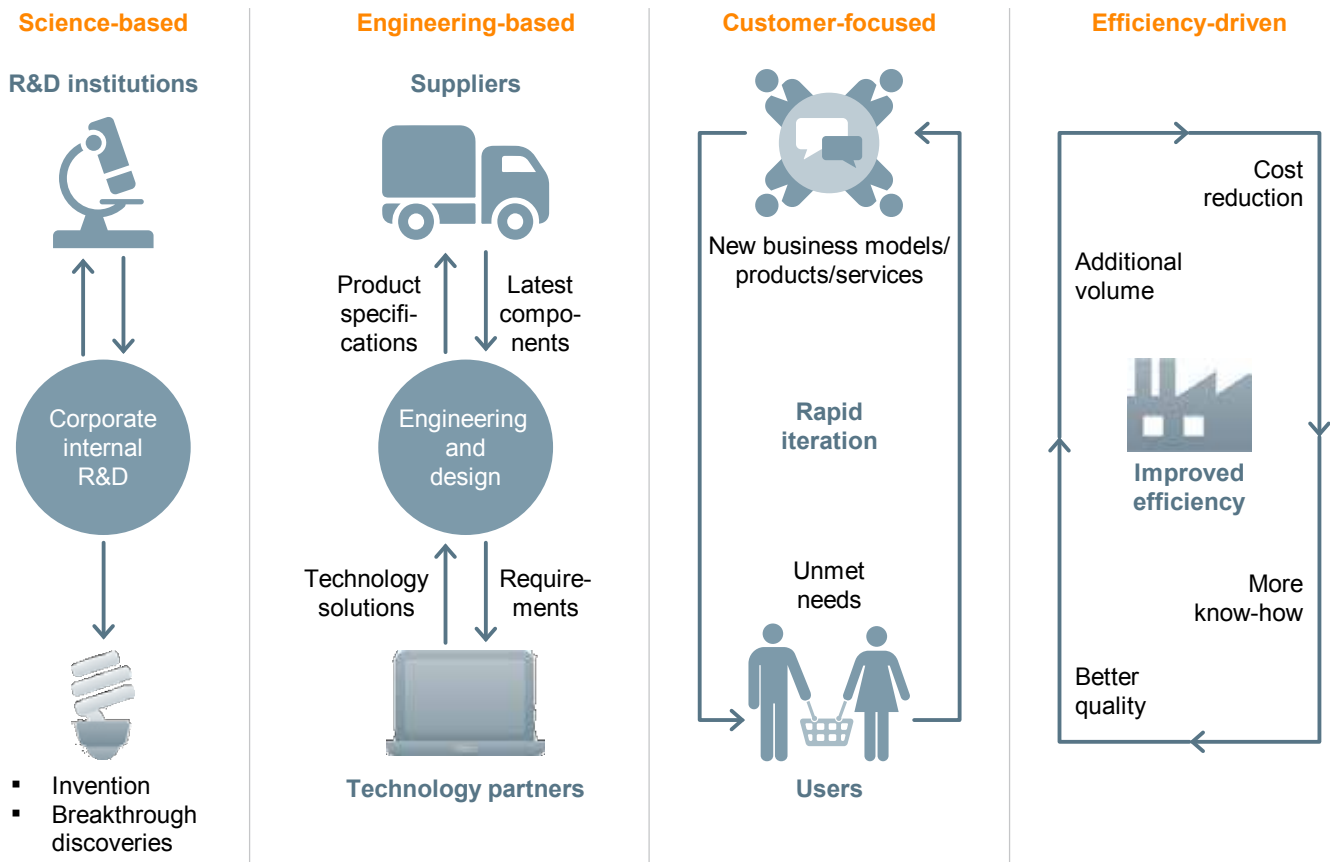 Science-based
R&D institutions
Corporate
internal
R&D
▪ Invention
▪ Breakthrough
discoveries
Engineering-based
Suppliers
Product
specifi-
cations
Latest
compo-
nents
Engineering
and
design
Technology
solutions
Require-
ments
Technology partners
Customer-focused
New business models/
products/services
Rapid
iteration
Unmet
needs
Users
Efficiency-driven
Cost
reduction
Additional
volume
Improved
efficiency
More
know-how
Better
quality